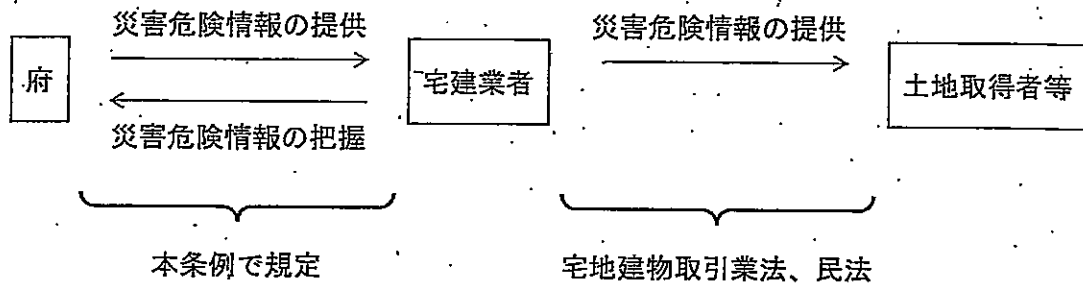 災害危険情報の提供
災害危険情報の提供
府
宅建業者
土地取得者等
災害危険情報の把握
本条例で規定
宅地建物取引業法、民法